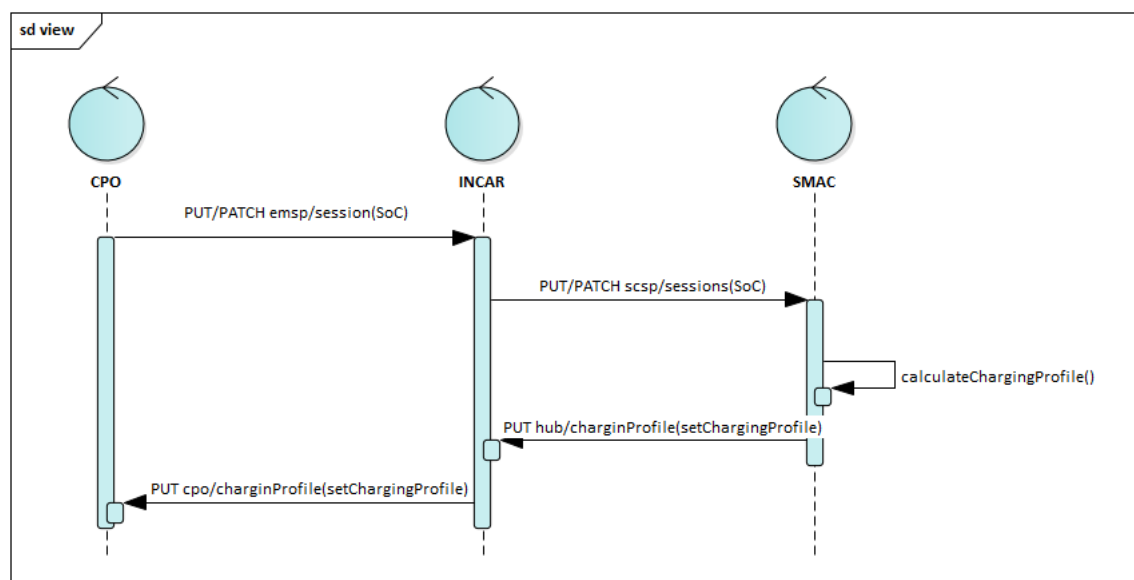 sd view
CPO
INCAR
SMAC
PUT/PATCH emsp/session(SoC)
PUT/PATCH scsp/sessions(SoC)
calculateChargingProfile()
PUT hub/charginProfile(setChargingProfile)
PUT cpo/charginProfile(setChargingProfile)